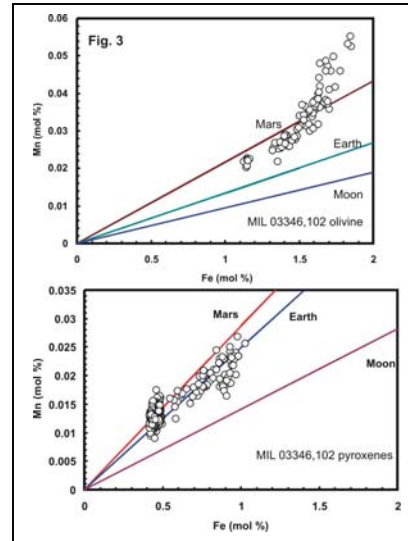 0.06
Fig. 3
0.05
0.04
Mn (mol %)
Mars
0.03
Earth
0.02
0.01
Moon
MIL 03346,102 olivine
0
0 0.5 1 1.5 2
Fe (mol %)
0.035
Mars
0.03
Earth
0.025
Moon
0.02
Mn (mol %)
0.015
0.01
0.005
MIL 03346,102 pyroxenes
0
0 0.5 1 1.5 2
Fe (mol %)